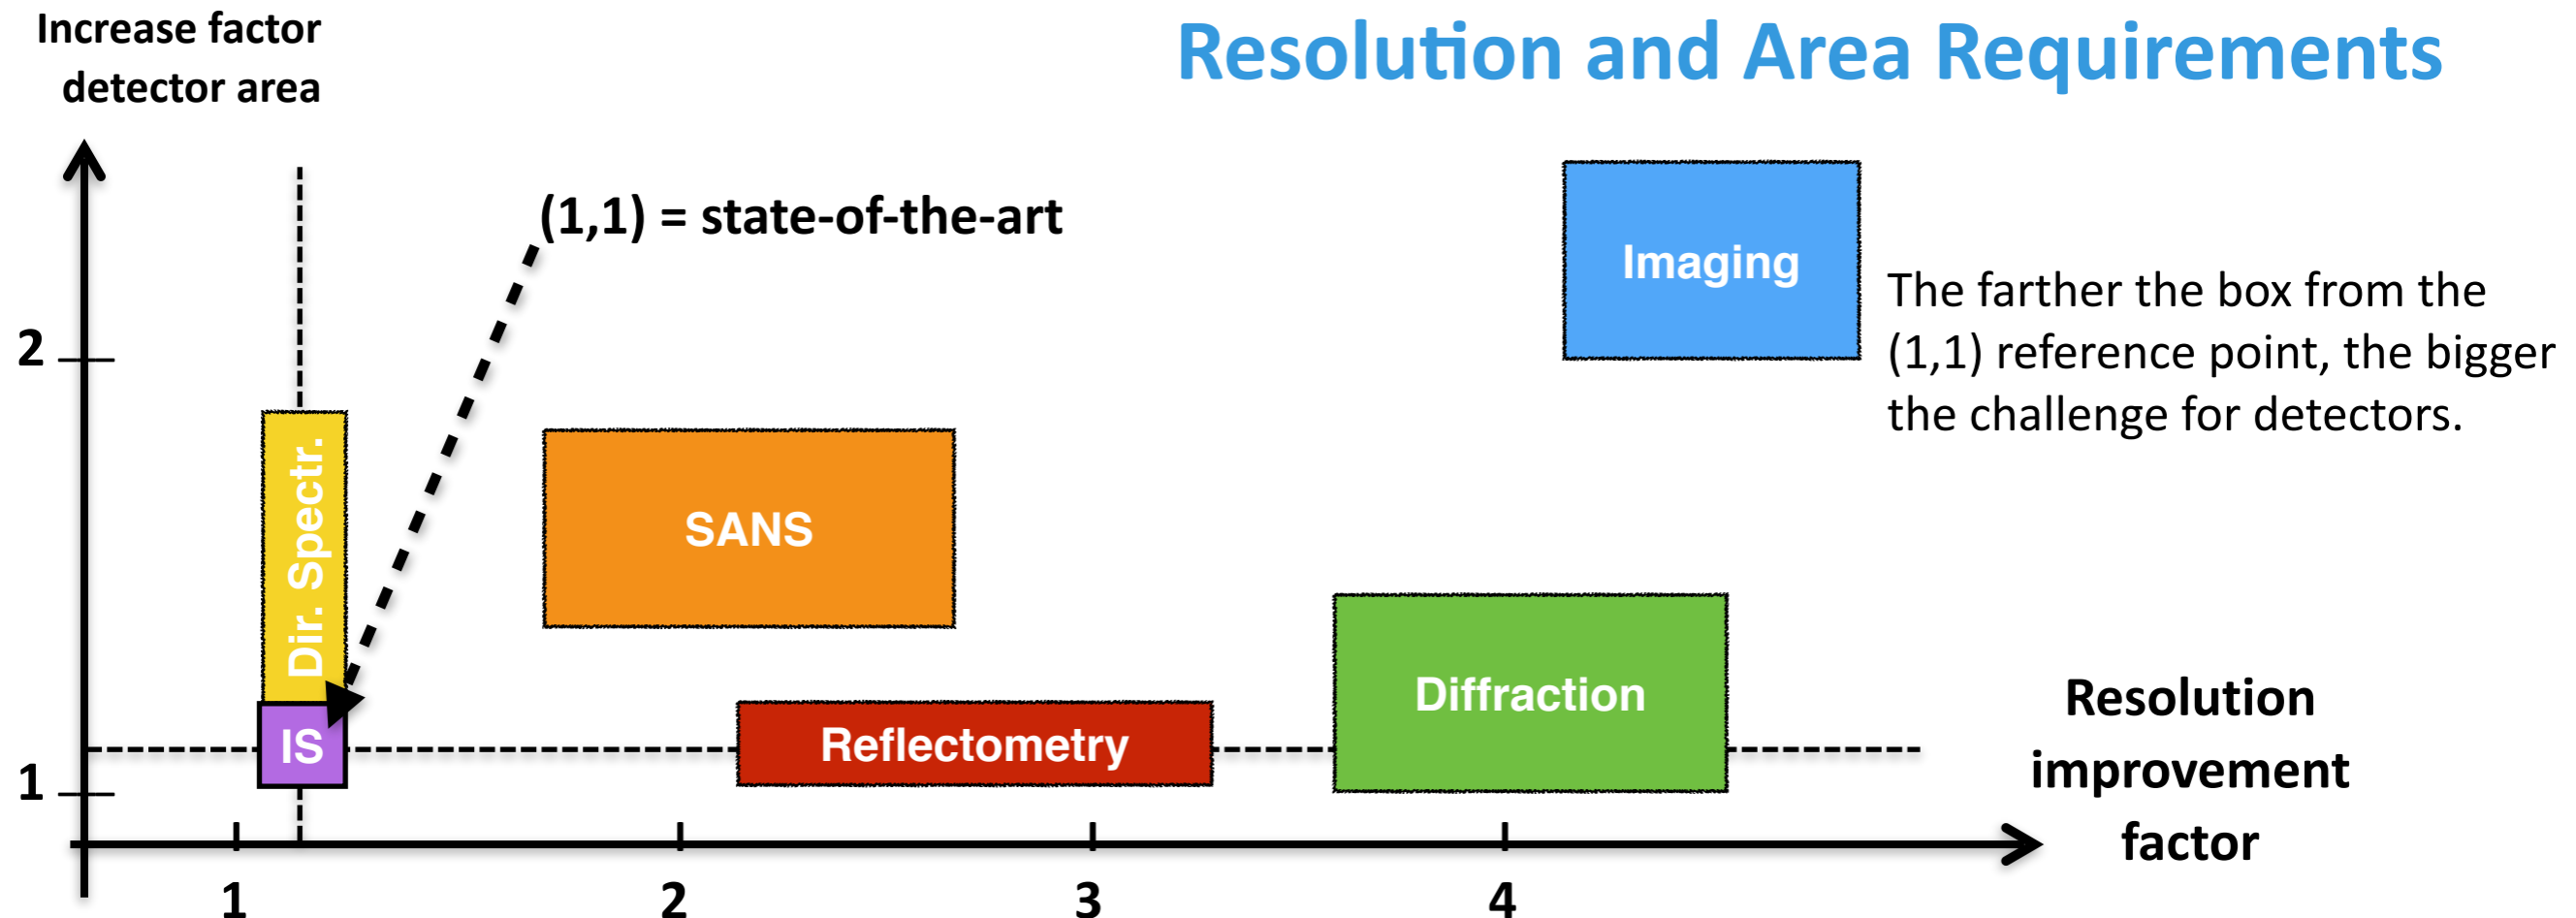 Increase factor
detector area
Resolution and Area Requirements
(1,1) = state-of-the-art
Imaging
The farther the box from the
(1,1) reference point, the bigger
the challenge for detectors.
2
Dir. Spectr.
SANS
Diffraction
Reflectometry
IS
1
Resolution
improvement
factor
1
2
3
4